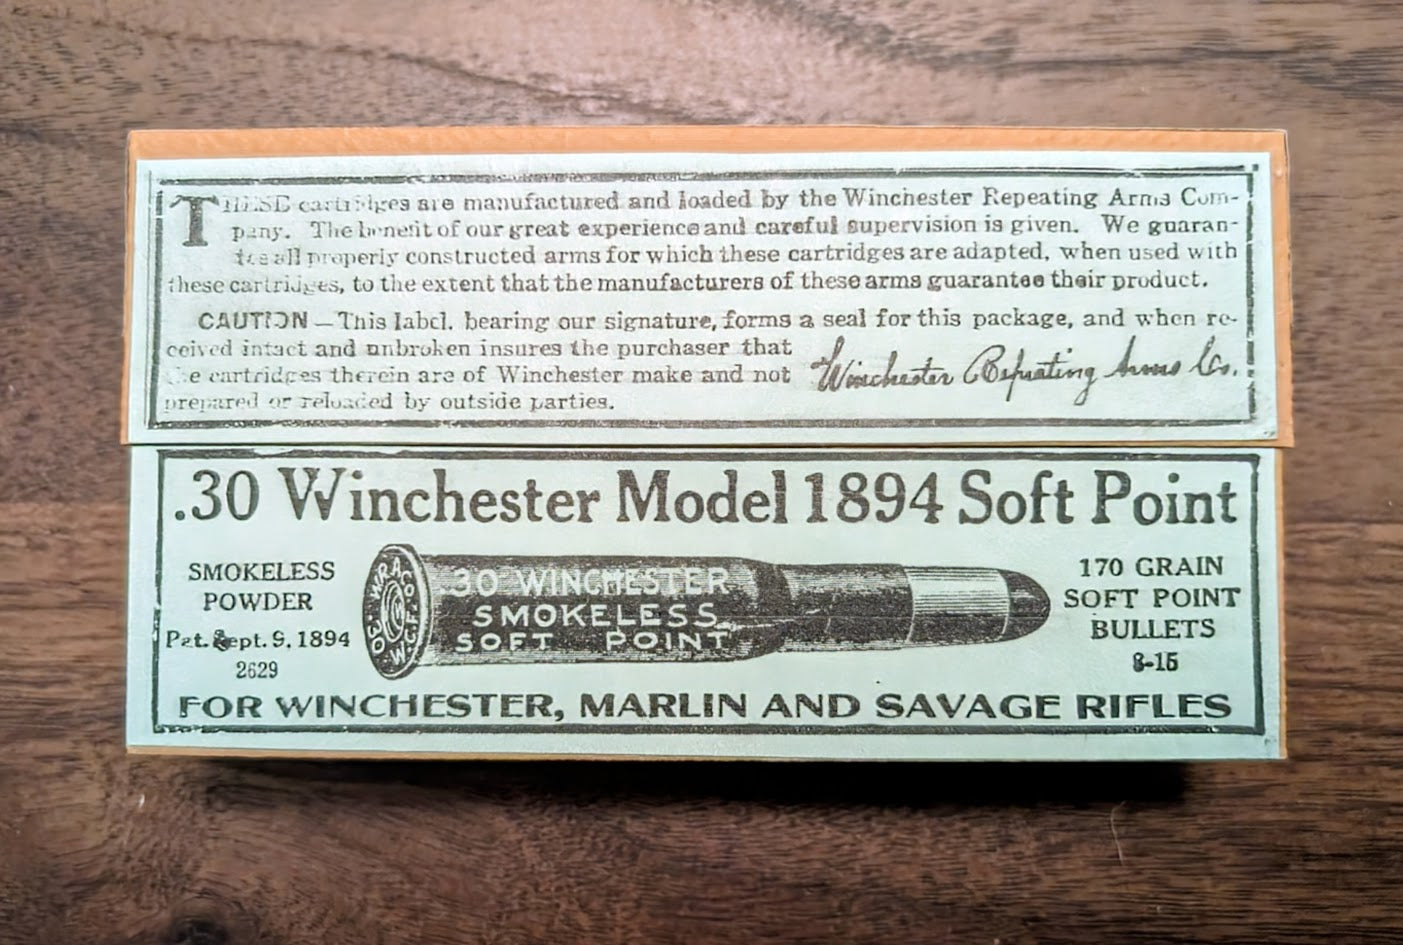 THESE cartridges are manufactured and loaded by the Winchester Repeating Arms Com-
pany. The benefit of our great experience and careful supervision is given. We guaran-
tee all properly constructed arms for which these cartridges are adapted, when used with
these cartridges, to the extent that the manufacturers of these arms guarantee their product.
CAUTION — This label, bearing our signature, forms a seal for this package, and when re-
ceived intact and unbroken insures the purchaser that
the cartridges therein are of Winchester make and not
prepared or reloaded by outside parties.
Winchester Repeating Arms Co.
.30 Winchester Model 1894 Soft Point
SMOKELESS
POWDER
Pat. Sept. 9, 1894
2629
W.R.A.CO.
.30 W.C.F.
.30 WINCHESTER
SMOKELESS
SOFT POINT
170 GRAIN
SOFT POINT
BULLETS
8-15
FOR WINCHESTER, MARLIN AND SAVAGE RIFLES